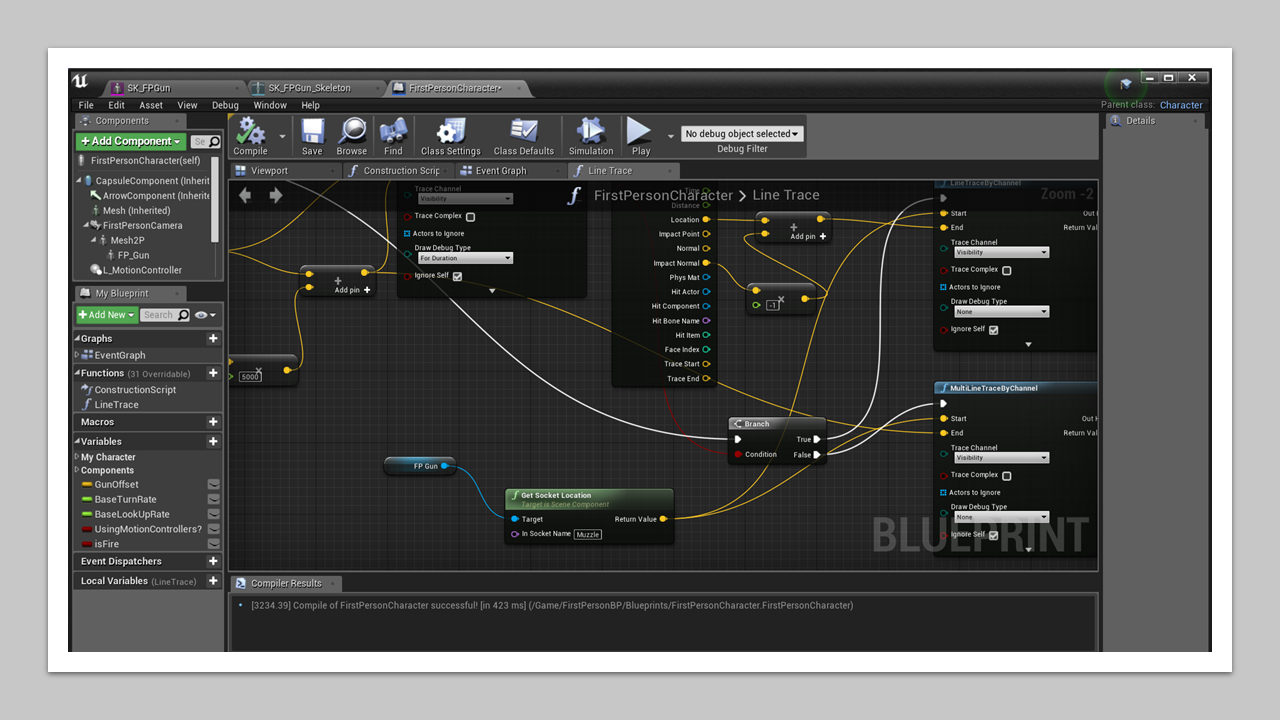 SK_FPGun
SK_FPGun_Skeleton
FirstPersonCharacter*
File Edit Asset View Debug Window Help
Parent class: Character
Components
Details
+ Add Component
Se
FirstPersonCharacter(self)
CapsuleComponent (Inherit
ArrowComponent (Inherite
Mesh (Inherited)
FirstPersonCamera
Mesh2P
FP_Gun
L_MotionController
Compile
Save
Browse
Find
Class Settings
Class Defaults
Simulation
Play
No debug object selected
Debug Filter
Viewport
Construction Scrip
Event Graph
Line Trace
FirstPersonCharacter > Line Trace
Zoom -2
Trace Channel
Visibility
Trace Complex
Actors to Ignore
Draw Debug Type
For Duration
Ignore Self
Add pin +
5000
Time
Distance
Location
Impact Point
Normal
Impact Normal
Phys Mat
Hit Actor
Hit Component
Hit Bone Name
Hit Item
Face Index
Trace Start
Trace End
Add pin +
-1
LineTraceByChannel
Start
Out H
End
Return Val
Trace Channel
Visibility
Trace Complex
Actors to Ignore
Draw Debug Type
None
Ignore Self
MultiLineTraceByChannel
Start
Out H
End
Return Val
Trace Channel
Visibility
Trace Complex
Actors to Ignore
Draw Debug Type
None
Ignore Self
Branch
True
Condition
False
FP Gun
Get Socket Location
Target is Scene Component
Target
Return Value
In Socket Name Muzzle
BLUEPRINT
My Blueprint
+ Add New
Search
Graphs
EventGraph
Functions (31 Overridable)
ConstructionScript
LineTrace
Macros
Variables
My Character
Components
GunOffset
BaseTurnRate
BaseLookUpRate
UsingMotionControllers?
isFire
Event Dispatchers
Local Variables (LineTrace)
Compiler Results
[3234.39] Compile of FirstPersonCharacter successful! [in 423 ms] (/Game/FirstPersonBP/Blueprints/FirstPersonCharacter.FirstPersonCharacter)